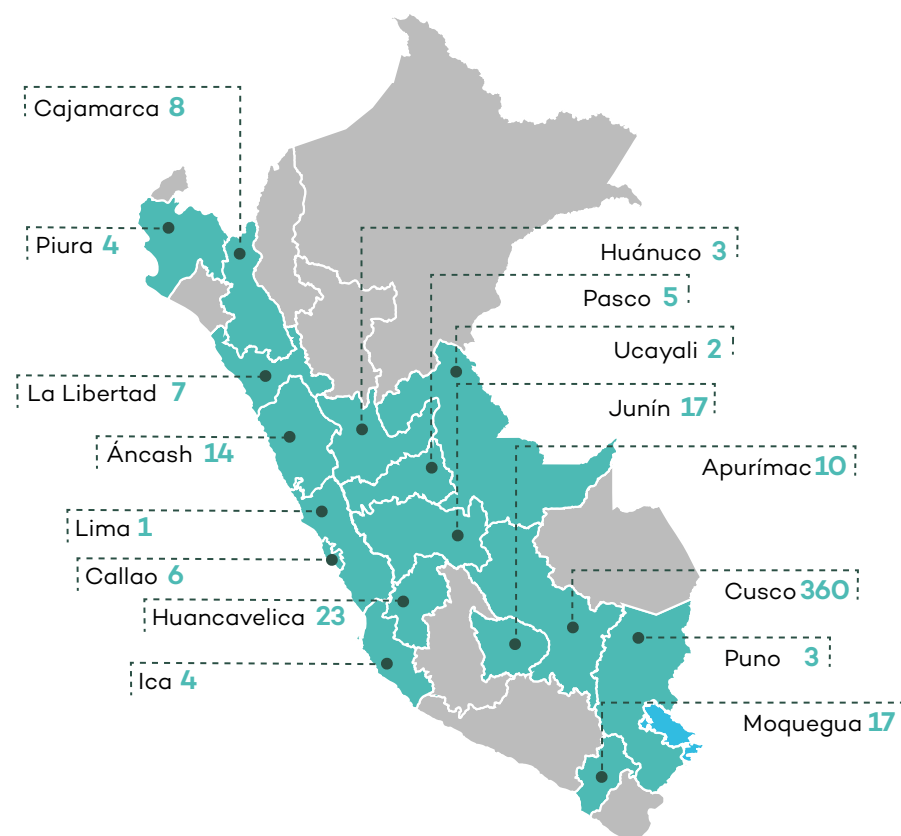 Cajamarca 8
Piura 4
Huánuco 3
Pasco 5
Ucayali 2
La Libertad 7
Junín 17
Áncash 14
Apurímac 10
Lima 1
Callao 6
Cusco 360
Huancavelica 23
Puno 3
Ica 4
Moquegua 17